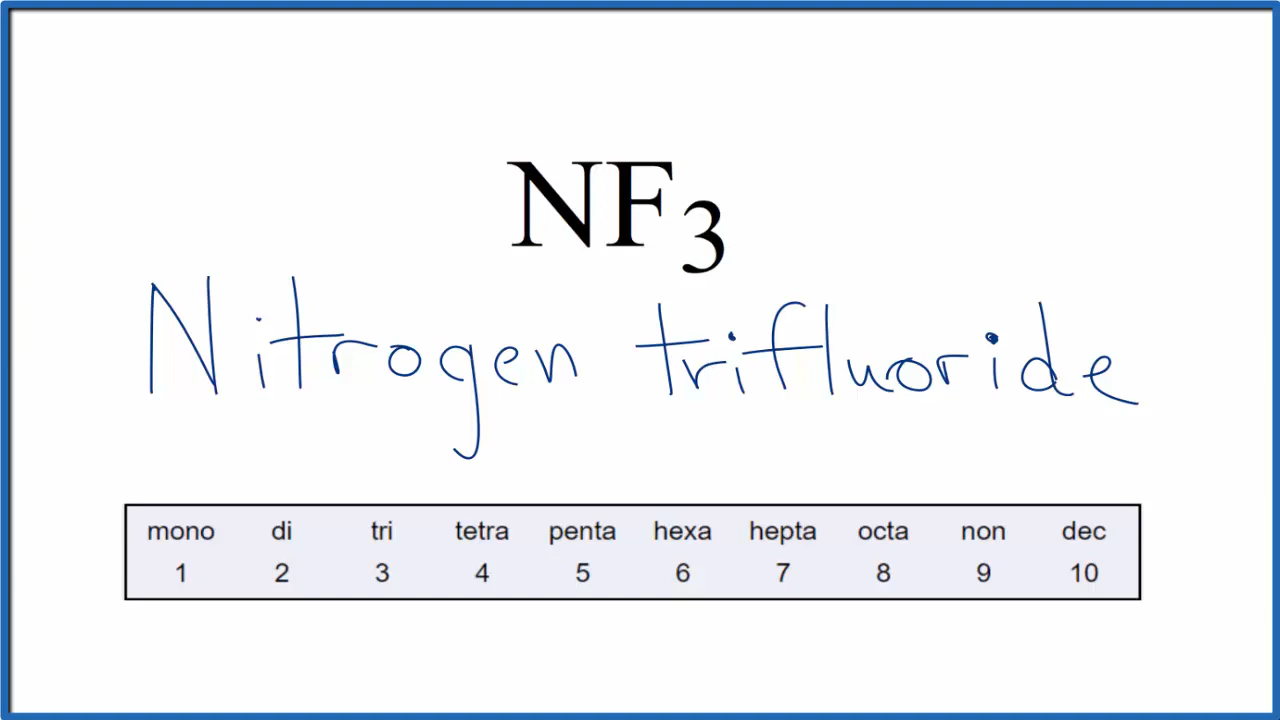 NF₃
Nitrogen trifluoride
mono di tri tetra penta hexa hepta octa non dec
1 2 3 4 5 6 7 8 9 10